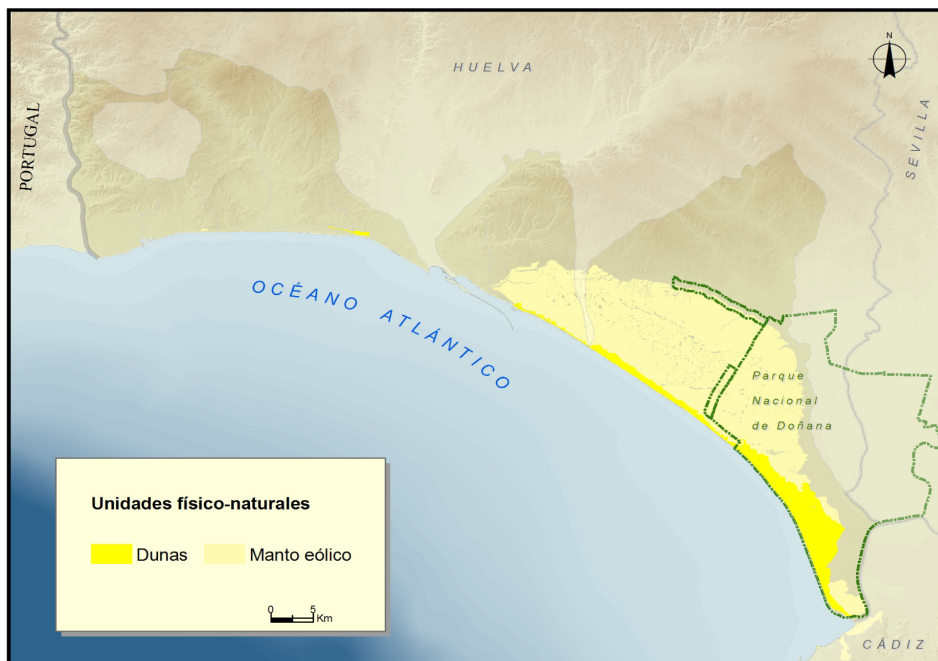 N
HUELVA
PORTUGAL
SEVILLA
OCÉANO ATLÁNTICO
Parque
Nacional
de Doñana
Unidades físico-naturales
Dunas
Manto eólico
0 5
Km
CÁDIZ